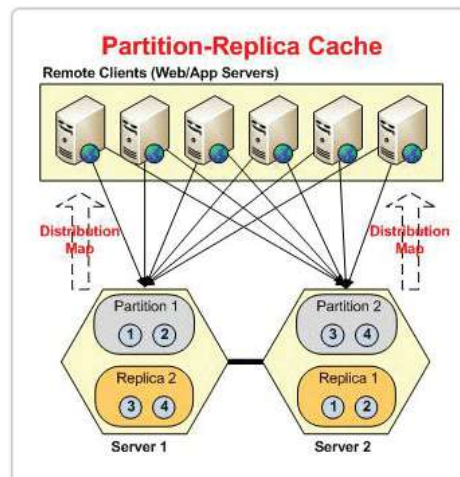 Partition-Replica Cache
Remote Clients (Web/App Servers)
Distribution
Map
Distribution
Map
Partition 1
1 2
Replica 2
3 4
Server 1
Partition 2
3 4
Replica 1
1 2
Server 2